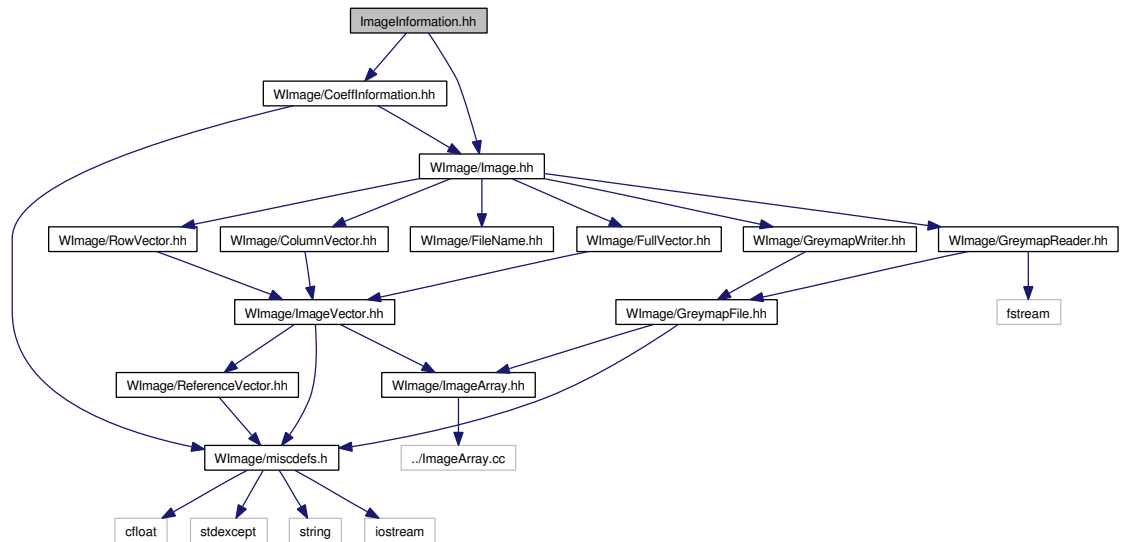 ImageInformation.hh
WImage/CoeffInformation.hh
WImage/Image.hh
WImage/RowVector.hh
WImage/ColumnVector.hh
WImage/FileName.hh
WImage/FullVector.hh
WImage/GreymapWriter.hh
WImage/GreymapReader.hh
WImage/ImageVector.hh
WImage/GreymapFile.hh
fstream
WImage/ReferenceVector.hh
WImage/ImageArray.hh
WImage/miscdefs.h
../ImageArray.cc
cfloat
stdexcept
string
iostream